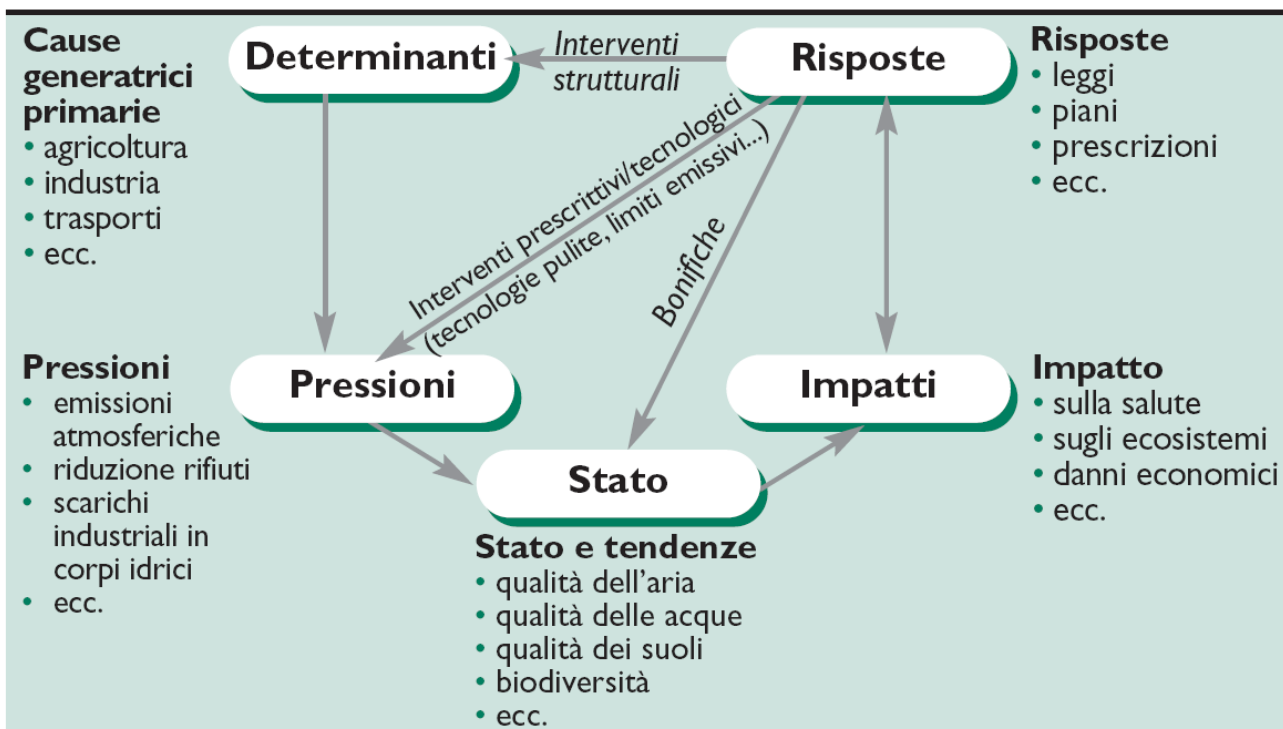 Cause
generatrici
primarie
• agricoltura
• industria
• trasporti
• ecc.
Determinanti
Interventi
strutturali
Risposte
Risposte
• leggi
• piani
• prescrizioni
• ecc.
Interventi prescrittivi/tecnologici
(tecnologie pulite, limiti emissivi...)
Bonifiche
Pressioni
• emissioni
atmosferiche
• riduzione rifiuti
• scarichi
industriali in
corpi idrici
• ecc.
Pressioni
Impatti
Impatto
• sulla salute
• sugli ecosistemi
• danni economici
• ecc.
Stato
Stato e tendenze
• qualità dell'aria
• qualità delle acque
• qualità dei suoli
• biodiversità
• ecc.